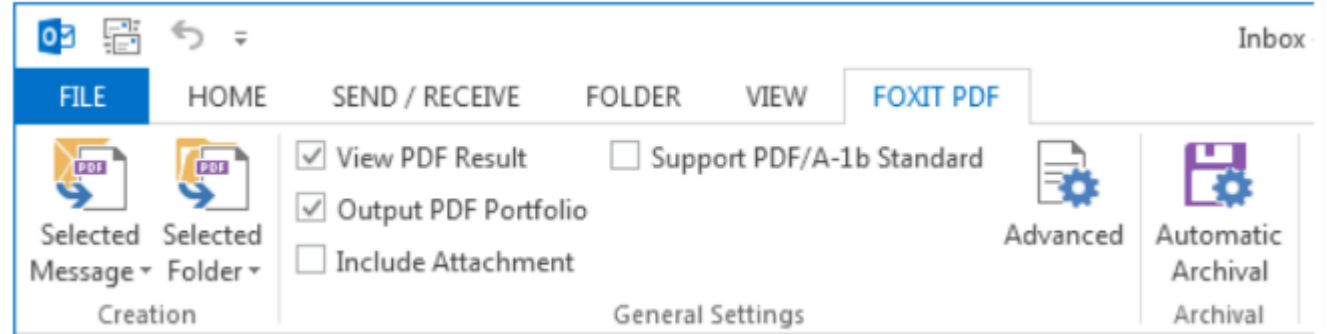 Inbox
FILE HOME SEND / RECEIVE FOLDER VIEW FOXIT PDF
PDF PDF
Selected Message
Selected Folder
Creation
View PDF Result
Output PDF Portfolio
Include Attachment
Support PDF/A-1b Standard
Advanced
General Settings
Automatic Archival
Archival